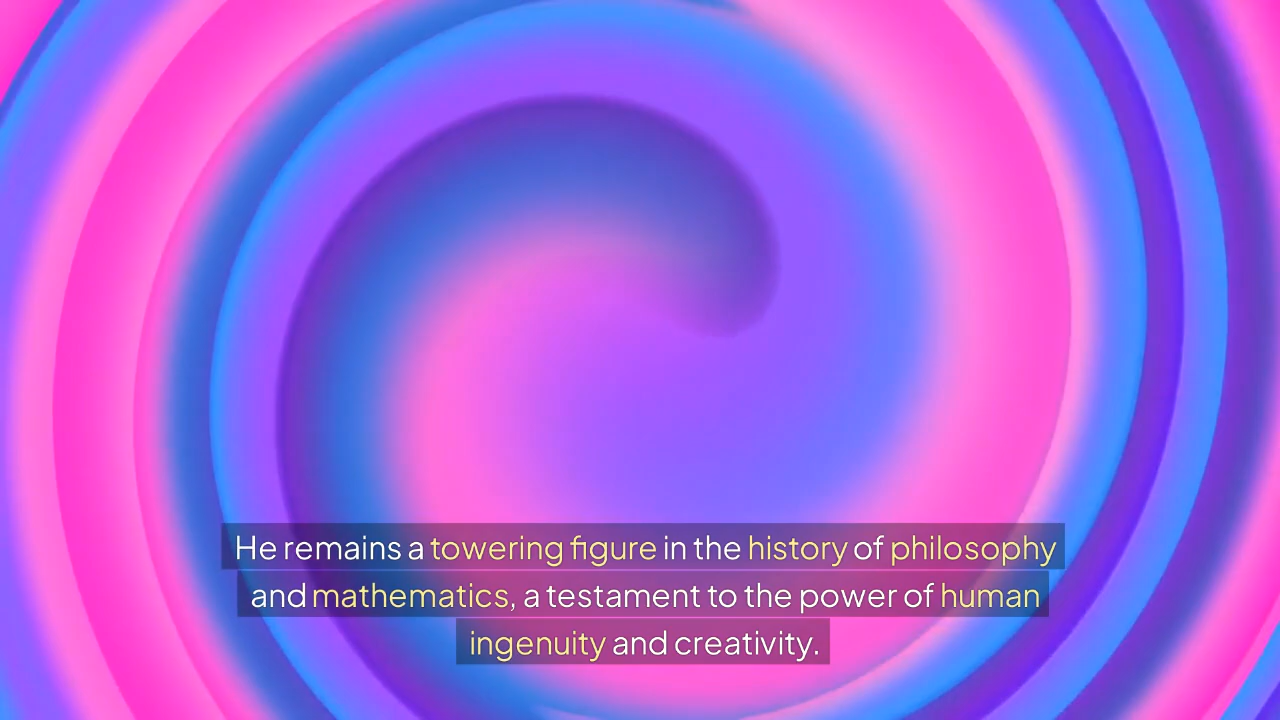 He remains a towering figure in the history of philosophy
and mathematics, a testament to the power of human
ingenuity and creativity.